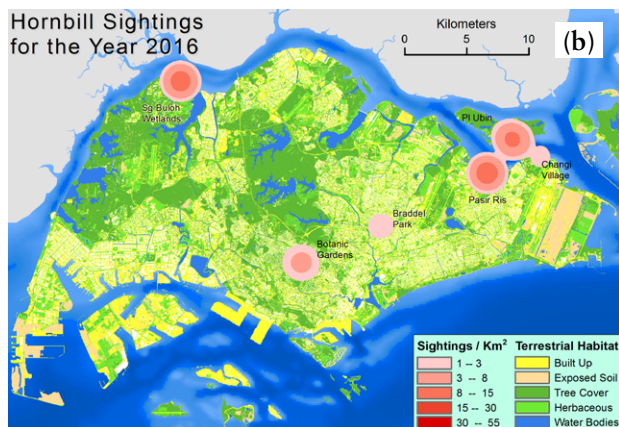 Hornbill Sightings
for the Year 2016
Kilometers
0 5 10
(b)
Sg Buloh
Wetlands
Pl Ubin
Changi
Village
Pasir Ris
Braddel
Park
Botanic
Gardens
Sightings / Km²
1 -- 3
3 -- 8
8 -- 15
15 -- 30
30 -- 55
Terrestrial Habitat
Built Up
Exposed Soil
Tree Cover
Herbaceous
Water Bodies